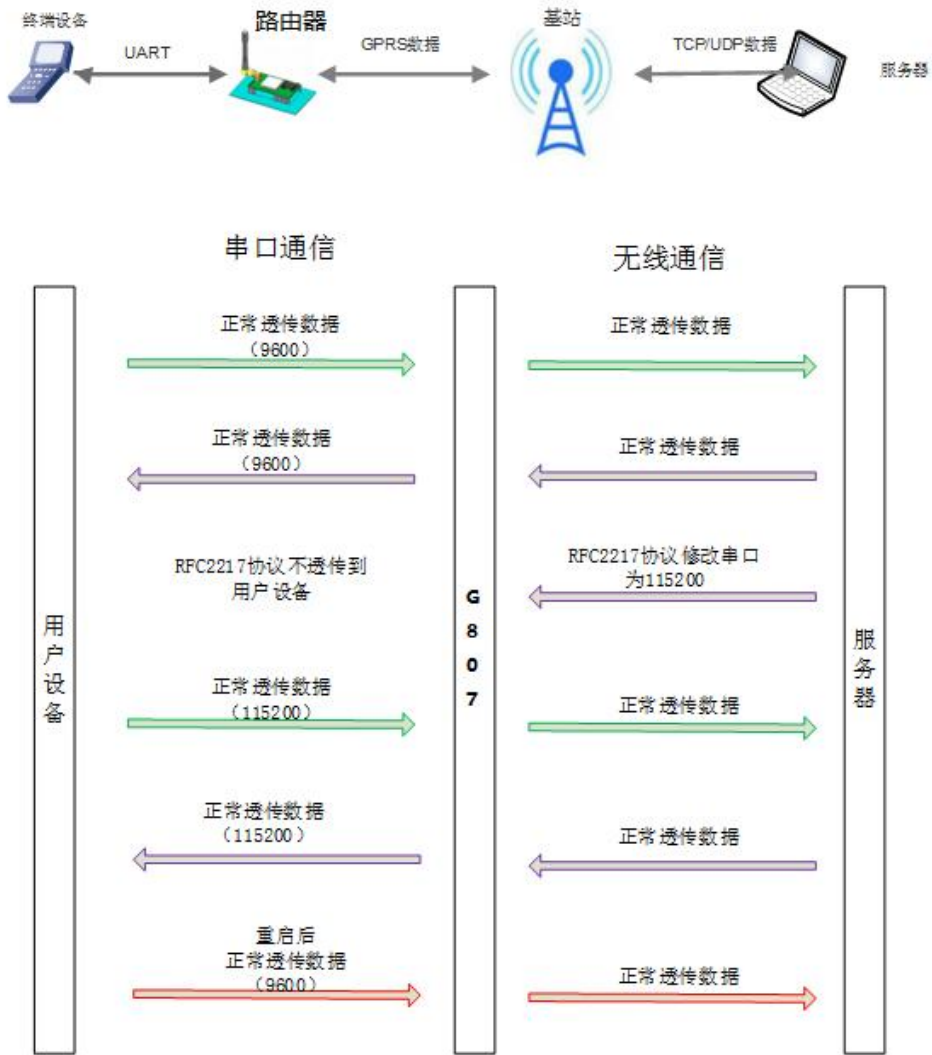 终端设备
UART
路由器
GPRS数据
基站
TCP/UDP数据
服务器
串口通信
无线通信
正常透传数据
（9600）
正常透传数据
正常透传数据
（9600）
正常透传数据
RFC2217协议不透传到
用户设备
RFC2217协议修改串口
为115200
用户设备
G807
服务器
正常透传数据
（115200）
正常透传数据
正常透传数据
（115200）
正常透传数据
重启后
正常透传数据
（9600）
正常透传数据